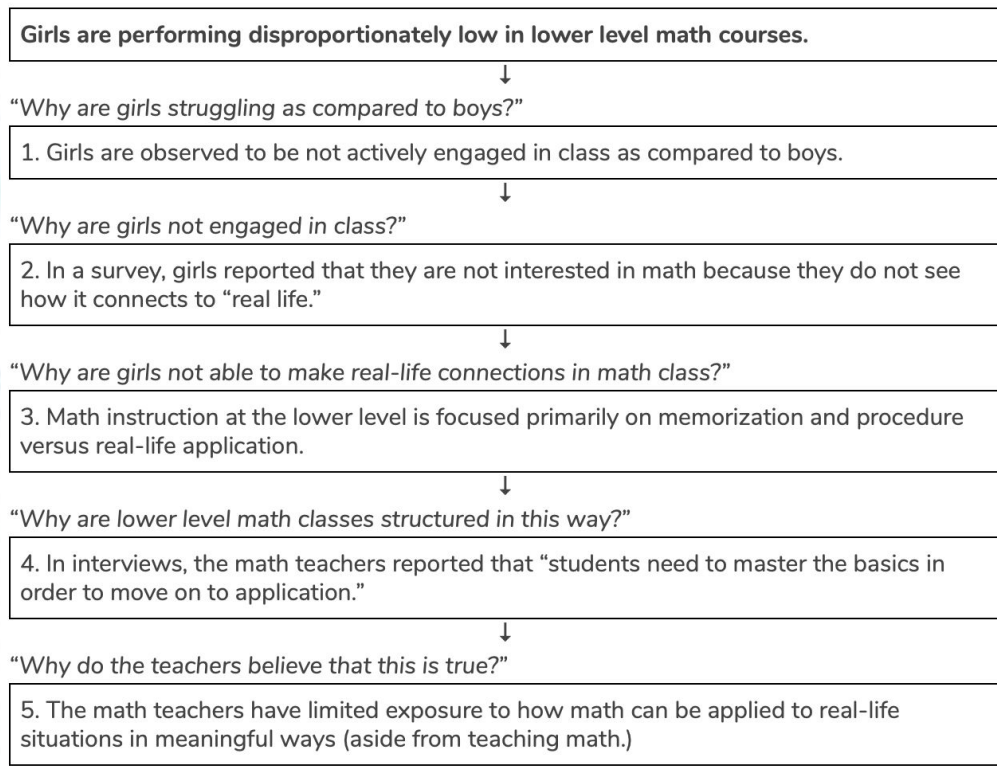 Girls are performing disproportionately low in lower level math courses.
↓
“Why are girls struggling as compared to boys?”
1. Girls are observed to be not actively engaged in class as compared to boys.
↓
“Why are girls not engaged in class?”
2. In a survey, girls reported that they are not interested in math because they do not see
how it connects to “real life.”
↓
“Why are girls not able to make real-life connections in math class?”
3. Math instruction at the lower level is focused primarily on memorization and procedure
versus real-life application.
↓
“Why are lower level math classes structured in this way?”
4. In interviews, the math teachers reported that “students need to master the basics in
order to move on to application.”
↓
“Why do the teachers believe that this is true?”
5. The math teachers have limited exposure to how math can be applied to real-life
situations in meaningful ways (aside from teaching math.)